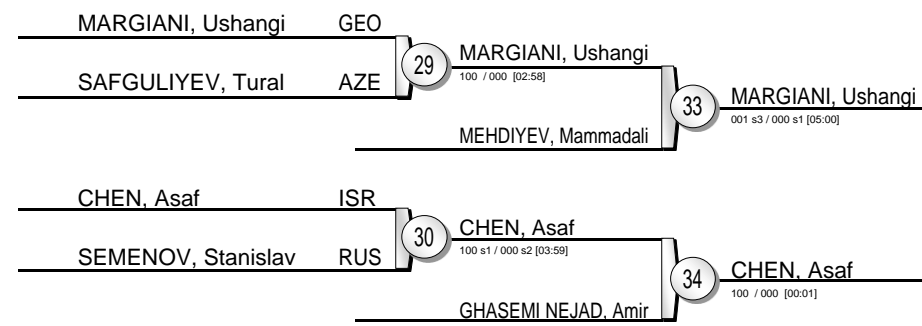 MARGIANI, Ushangi GEO
SAFGULIYEV, Tural AZE
29
MARGIANI, Ushangi
100 / 000 [02:58]
MEHDIYEV, Mammadali
33
MARGIANI, Ushangi
001 s3 / 000 s1 [05:00]
CHEN, Asaf ISR
SEMENOV, Stanislav RUS
30
CHEN, Asaf
100 s1 / 000 s2 [03:59]
GHASEMI NEJAD, Amir
34
CHEN, Asaf
100 / 000 [00:01]